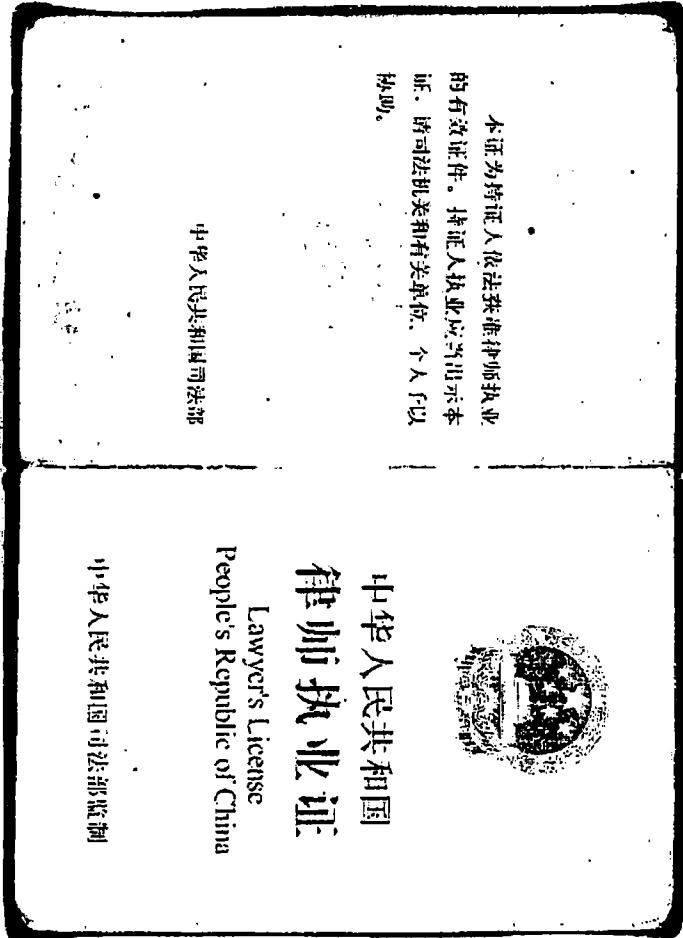 本证为持证人依法获准律师执业
的有效证件。持证人执业应当出示本
证。请司法机关和有关单位、个人予以
协助。
中华人民共和国司法部
中华人民共和国
律师执业证
Lawyer's License
People's Republic of China
中华人民共和国司法部监制